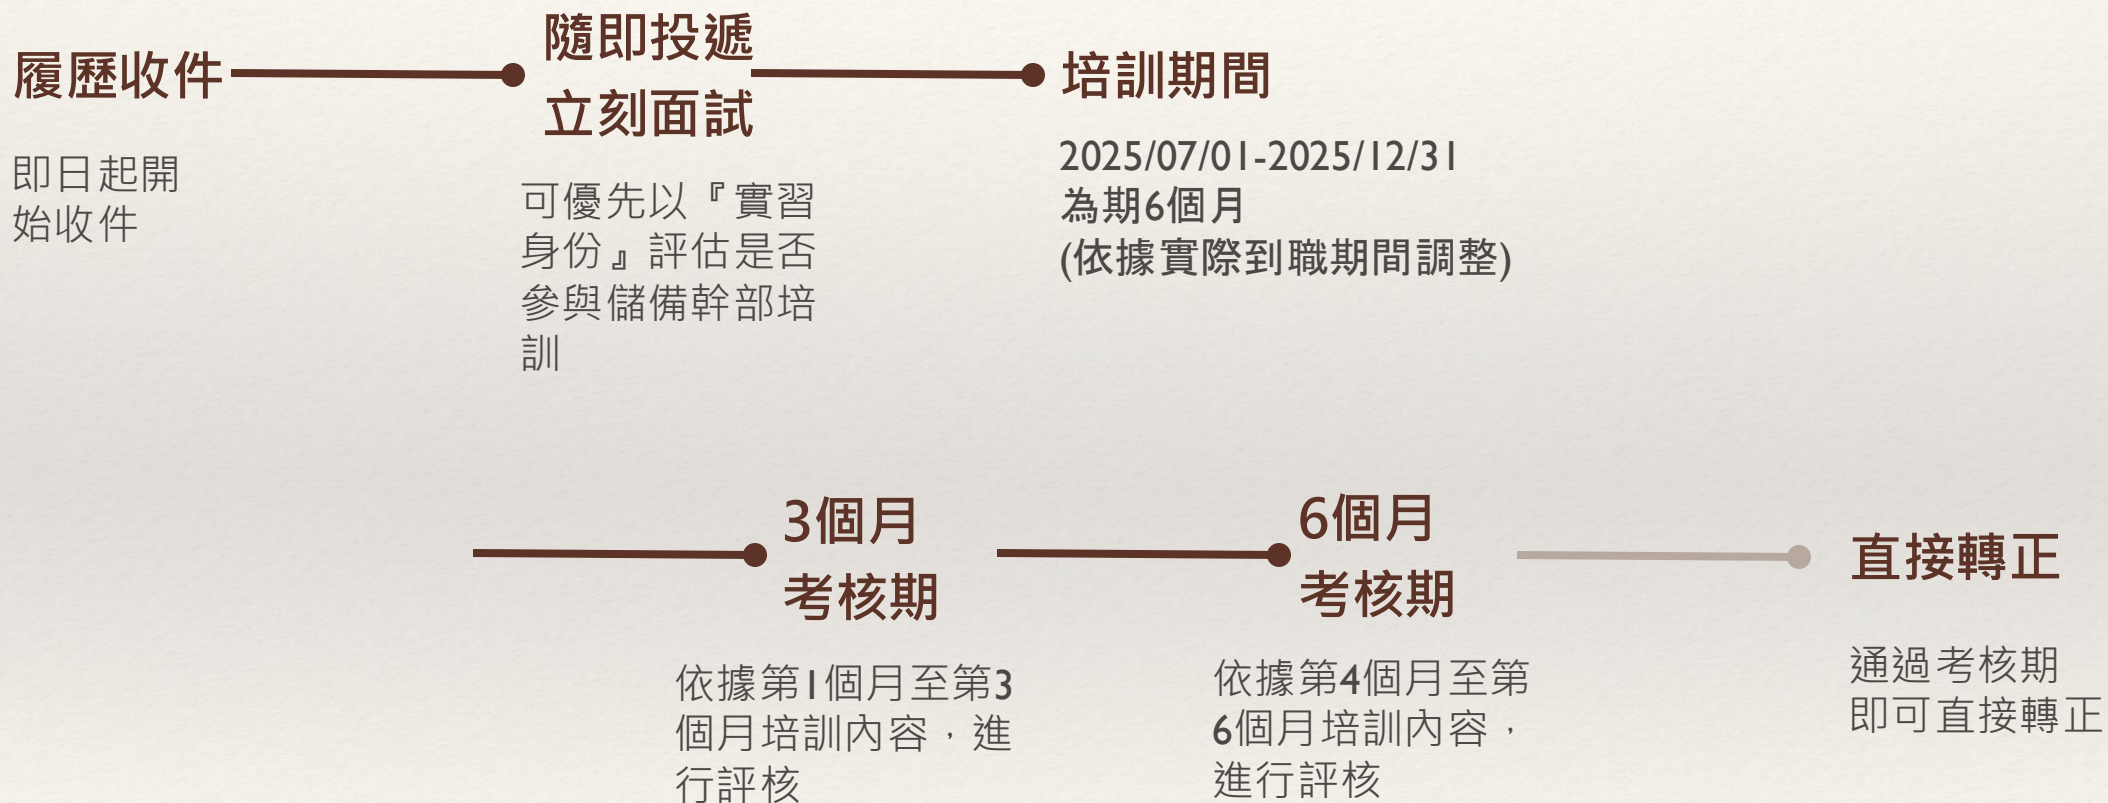 履歷收件
即日起開
始收件
隨即投遞
立刻面試
可優先以『實習
身份』評估是否
參與儲備幹部培
訓
培訓期間
2025/07/01-2025/12/31
為期6個月
(依據實際到職期間調整)
3個月
考核期
依據第1個月至第3
個月培訓內容，進
行評核
6個月
考核期
依據第4個月至第
6個月培訓內容，
進行評核
直接轉正
通過考核期
即可直接轉正